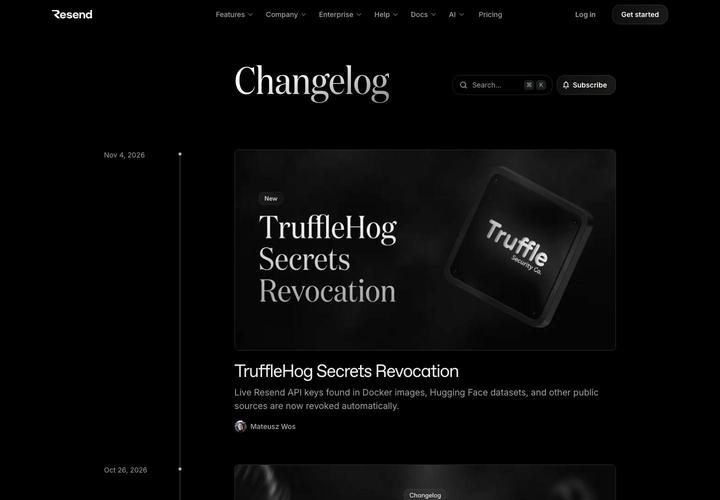 Resend
Features
Company
Enterprise
Help
Docs
AI
Pricing
Log in
Get started
Changelog
Search...
⌘ K
Subscribe
Nov 4, 2026
New
TruffleHog
Secrets
Revocation
Truffle
Security Co.
TruffleHog Secrets Revocation
Live Resend API keys found in Docker images, Hugging Face datasets, and other public
sources are now revoked automatically.
Mateusz Wos
Oct 26, 2026
Changelog